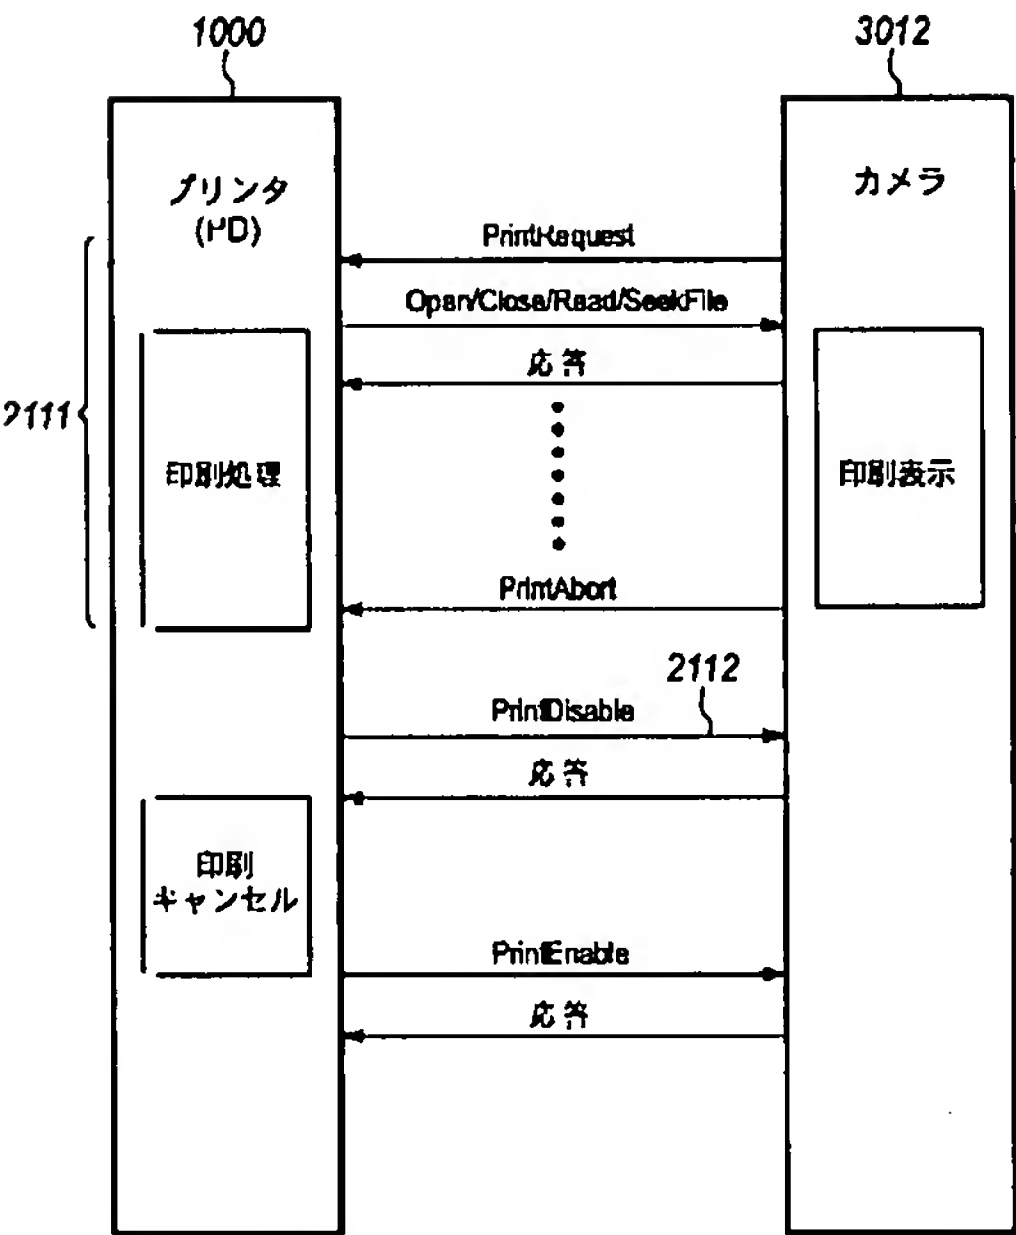 1000
3012
プリンタ
(PD)
カメラ
PrintRequest
Open/Close/Read/SeekFile
応答
2111
印刷処理
印刷表示
PrintAbort
2112
PrintDisable
応答
印刷
キャンセル
PrintEnable
応答